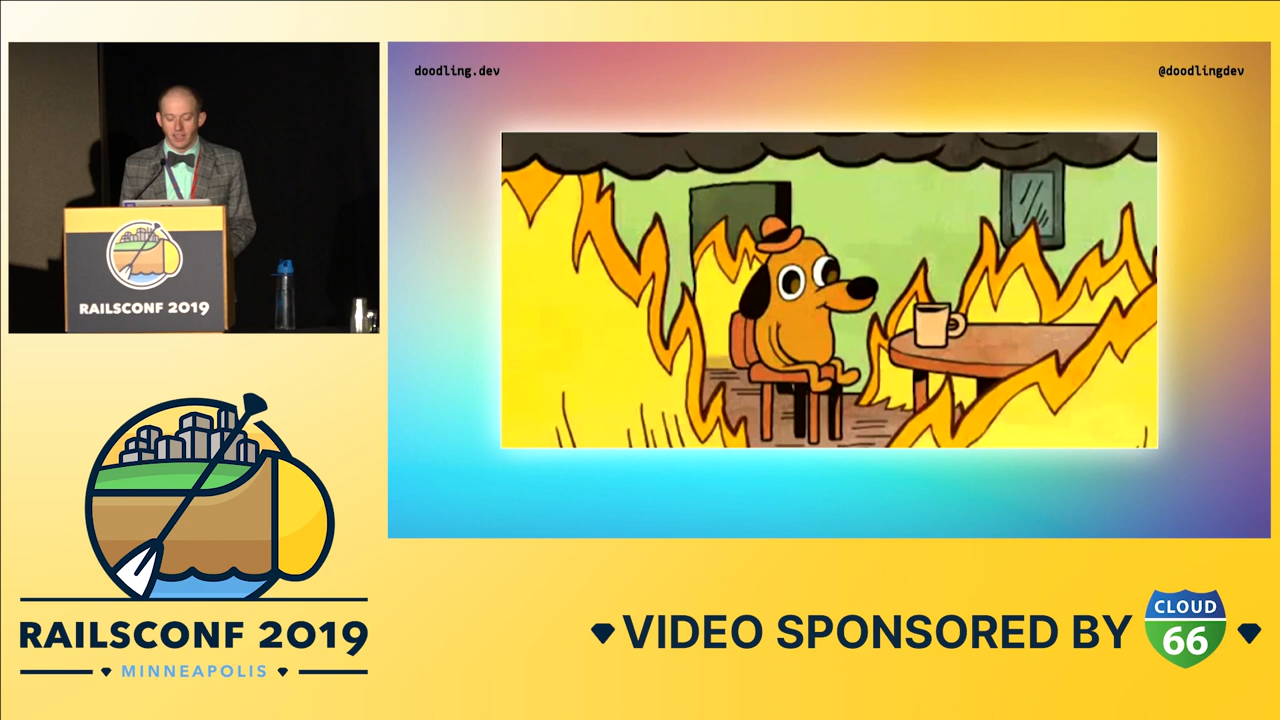 doodling.dev
@doodlingdev
RAILSCONF 2019
RAILSCONF 2019
MINNEAPOLIS
VIDEO SPONSORED BY
CLOUD
66